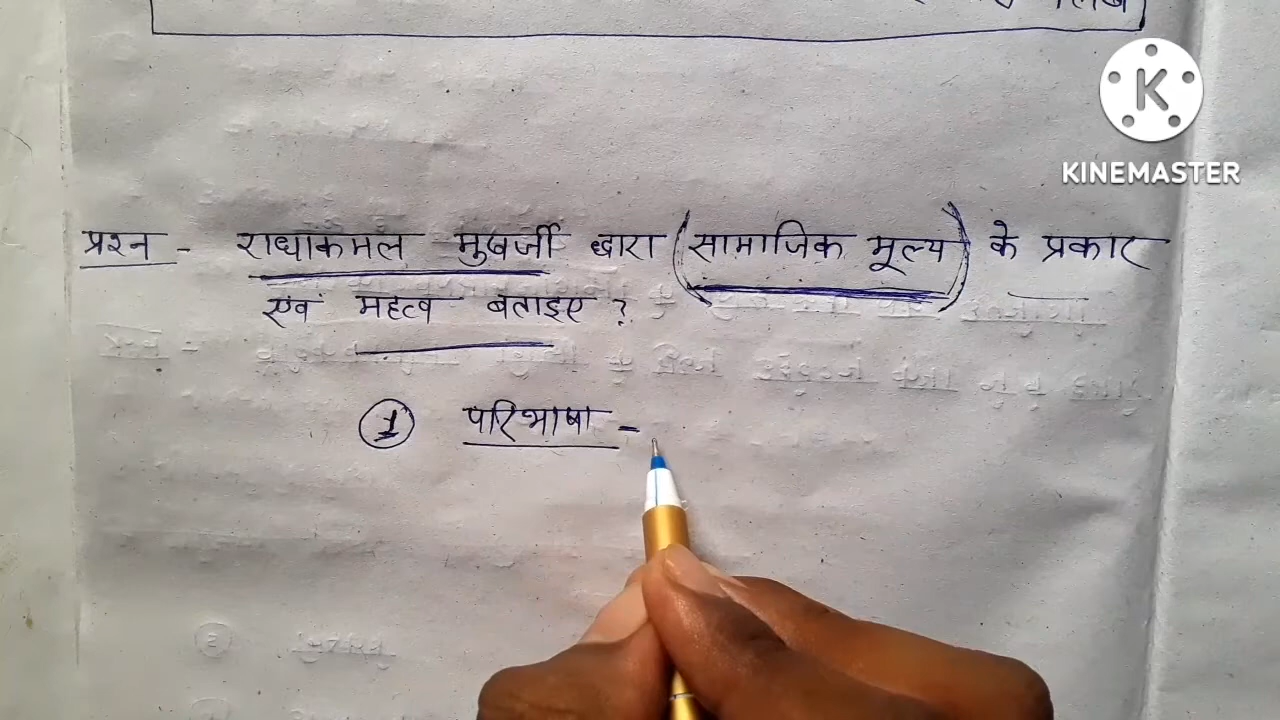 लिख
K
KINEMASTER
प्रश्न - राधाकमल मुखर्जी द्वारा (सामाजिक मूल्य) के प्रकार
एवं महत्व बताइए ?
① परिभाषा -